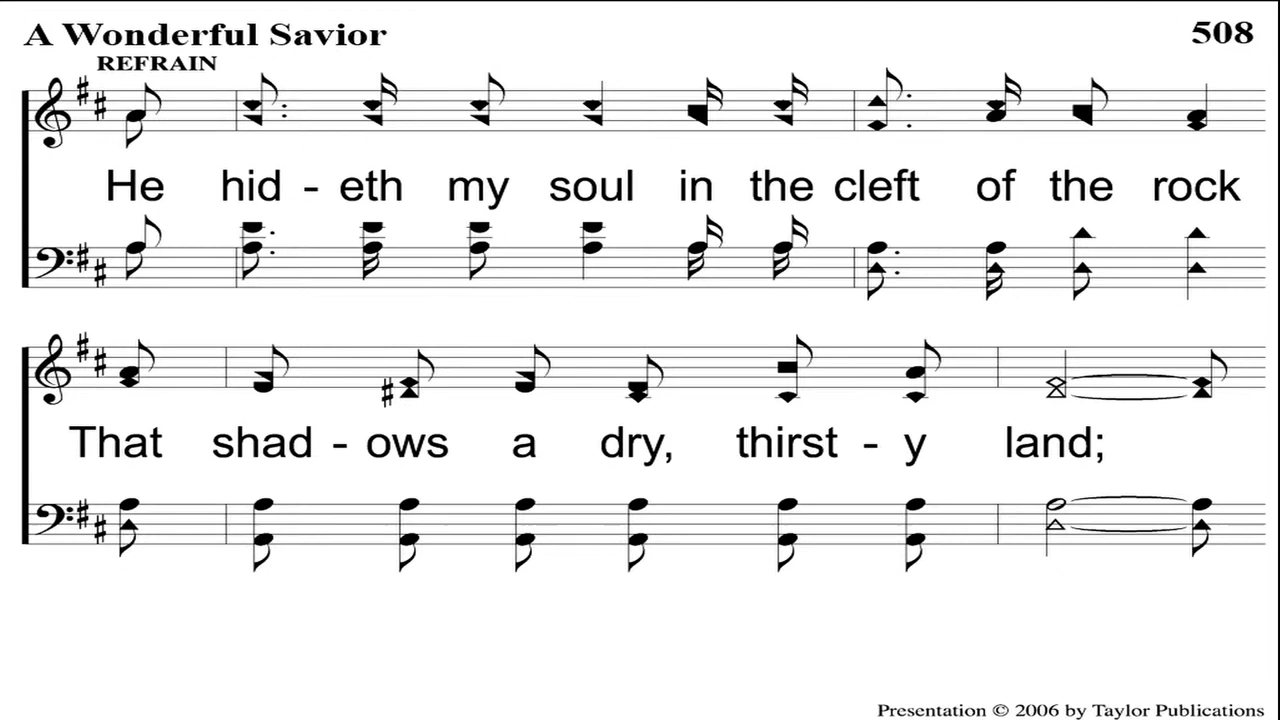 A Wonderful Savior 508
REFRAIN
He hid - eth my soul in the cleft of the rock
That shad - ows a dry, thirst - y land;
Presentation © 2006 by Taylor Publications